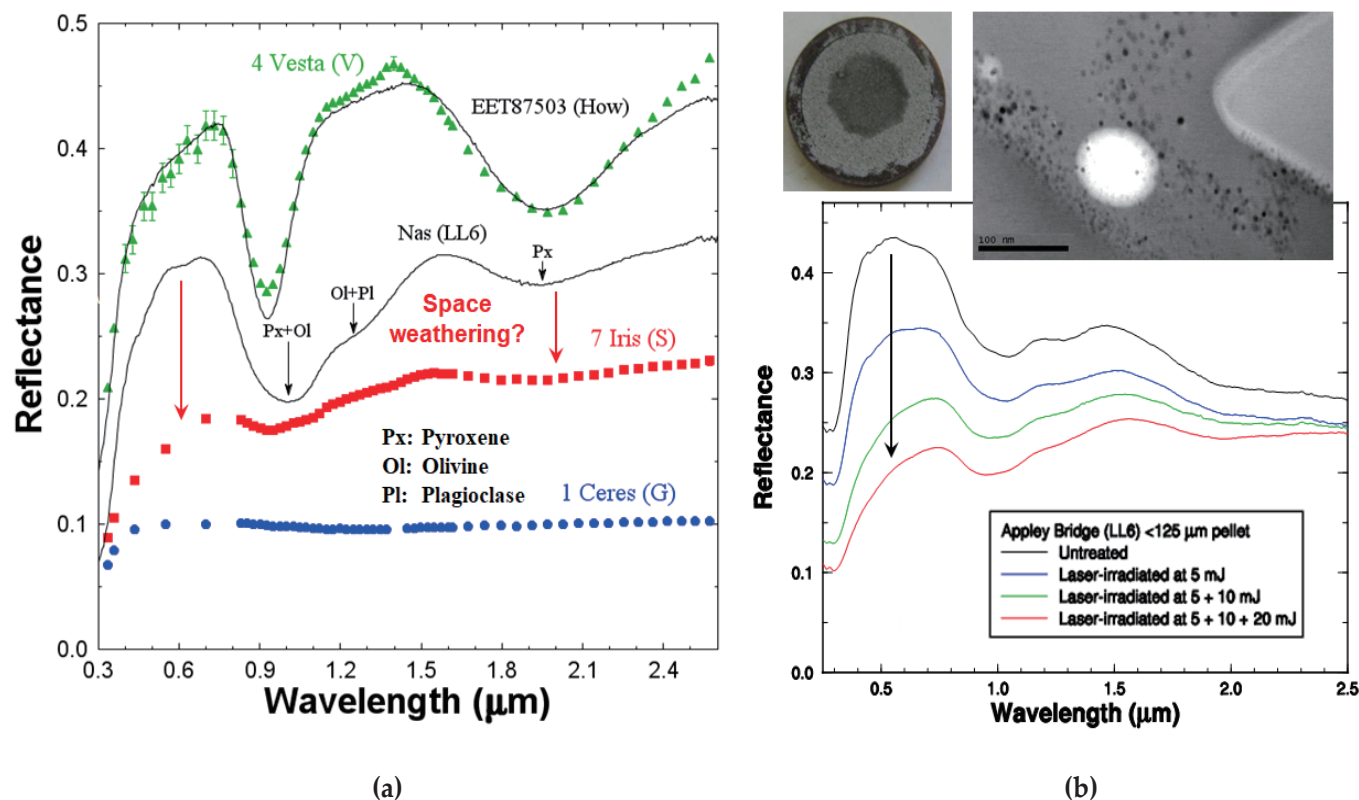 0.5
0.4
0.3
0.2
0.1
0.0
Reflectance
0.3 0.6 0.9 1.2 1.5 1.8 2.1 2.4
Wavelength (μm)
4 Vesta (V)
EET87503 (How)
Nas (LL6)
Px
Ol+Pl
Px+Ol
Space
weathering?
7 Iris (S)
Px: Pyroxene
Ol: Olivine
Pl: Plagioclase
1 Ceres (G)
(a)
100 nm
0.4
0.3
0.2
0.1
0.0
Reflectance
0.5 1.0 1.5 2.0 2.5
Wavelength (μm)
Appley Bridge (LL6) <125 μm pellet
Untreated
Laser-irradiated at 5 mJ
Laser-irradiated at 5 + 10 mJ
Laser-irradiated at 5 + 10 + 20 mJ
(b)